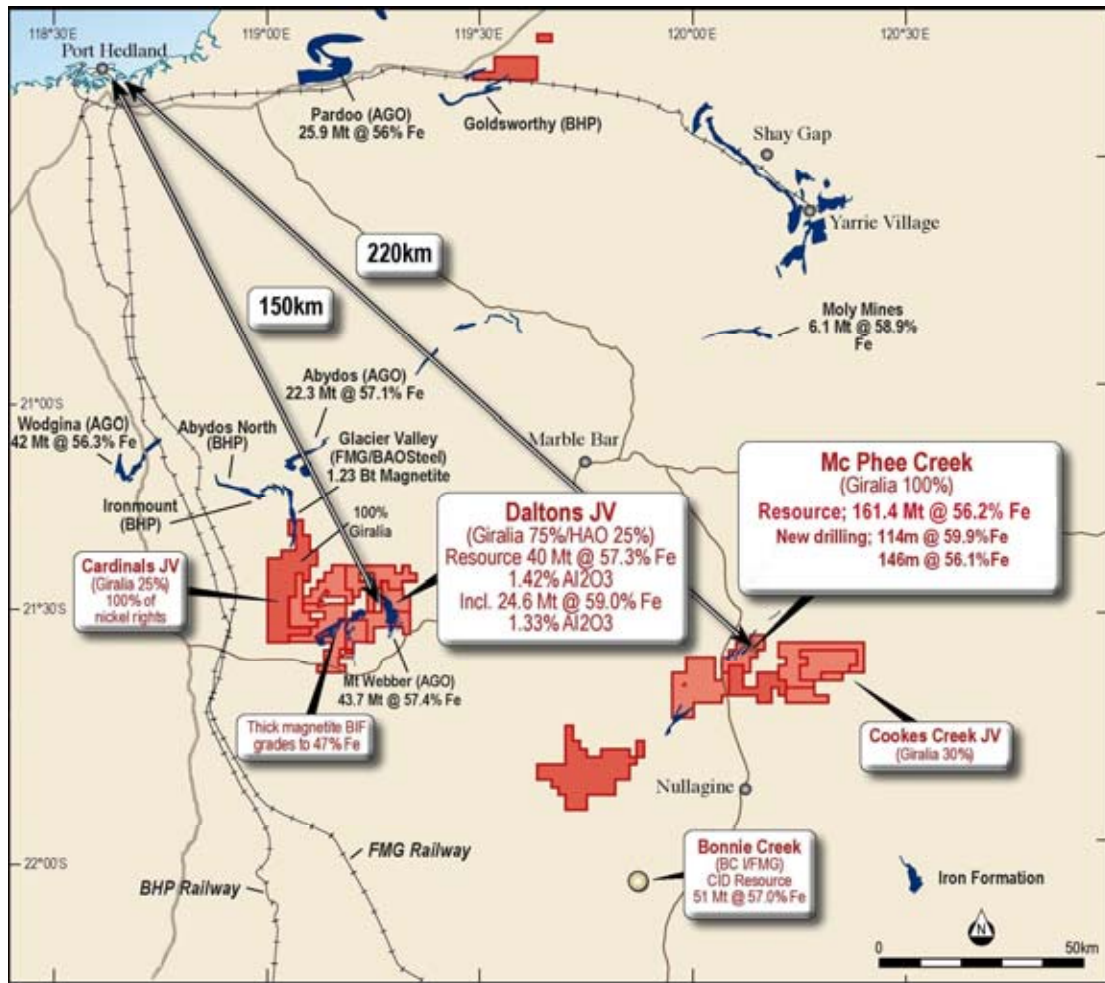 118°30'E
119°00'E
119°30'E
120°00'E
120°30'E
Port Hedland
Pardoo (AGO)
25.9 Mt @ 56% Fe
Goldsworthy (BHP)
Shay Gap
Yarrie Village
220km
150km
Moly Mines
6.1 Mt @ 58.9%
Fe
Abydos (AGO)
22.3 Mt @ 57.1% Fe
21°00'S
Wodgina (AGO)
42 Mt @ 56.3% Fe
Abydos North
(BHP)
Glacier Valley
(FMG/BAOSteel)
1.23 Bt Magnetite
Marble Bar
Ironmount
(BHP)
100%
Giralia
Mc Phee Creek
(Giralia 100%)
Resource; 161.4 mt @ 56.2% Fe
New drilling; 114m @ 59.9%Fe
146m @ 56.1%Fe
Daltons JV
(Giralia 75%/HAO 25%)
Resource 40 Mt @ 57.3% Fe
1.42% Al2O3
Incl. 24.6 Mt @ 59.0% Fe
1.33% Al2O3
Cardinals JV
(Giralia 25%)
100% of
nickel rights
21°30'S
Mt Webber (AGO)
43.7 Mt @ 57.4% Fe
Thick magnetite BIF
grades to 47% Fe
Cookes Creek JV
(Giralia 30%)
Nullagine
22°00'S
FMG Railway
BHP Railway
Bonnie Creek
(BC I/FMG)
CID Resource
51 Mt @ 57.0% Fe
Iron Formation
N
0
50km